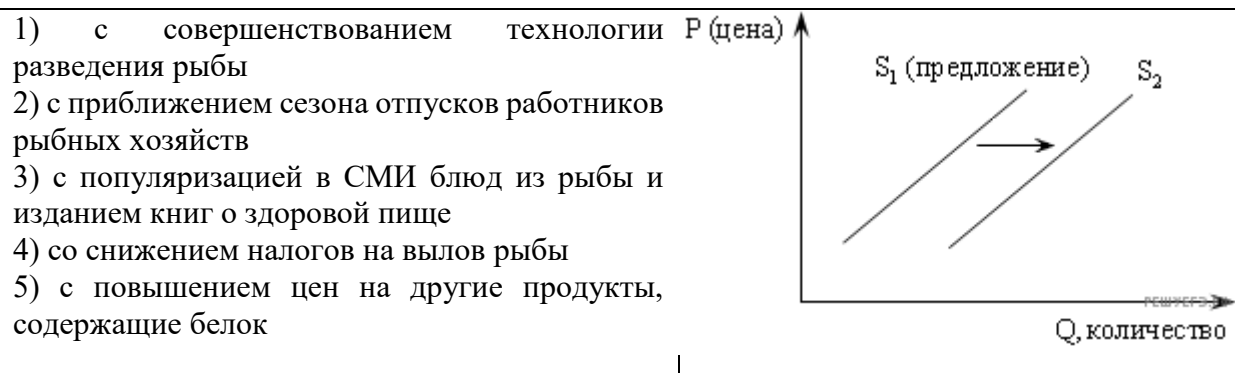 1) с совершенствованием технологии
разведения рыбы
2) с приближением сезона отпусков работников
рыбных хозяйств
3) с популяризацией в СМИ блюд из рыбы и
изданием книг о здоровой пище
4) со снижением налогов на вылов рыбы
5) с повышением цен на другие продукты,
содержащие белок
P (цена)
S₁ (предложение) S₂
Q, количество